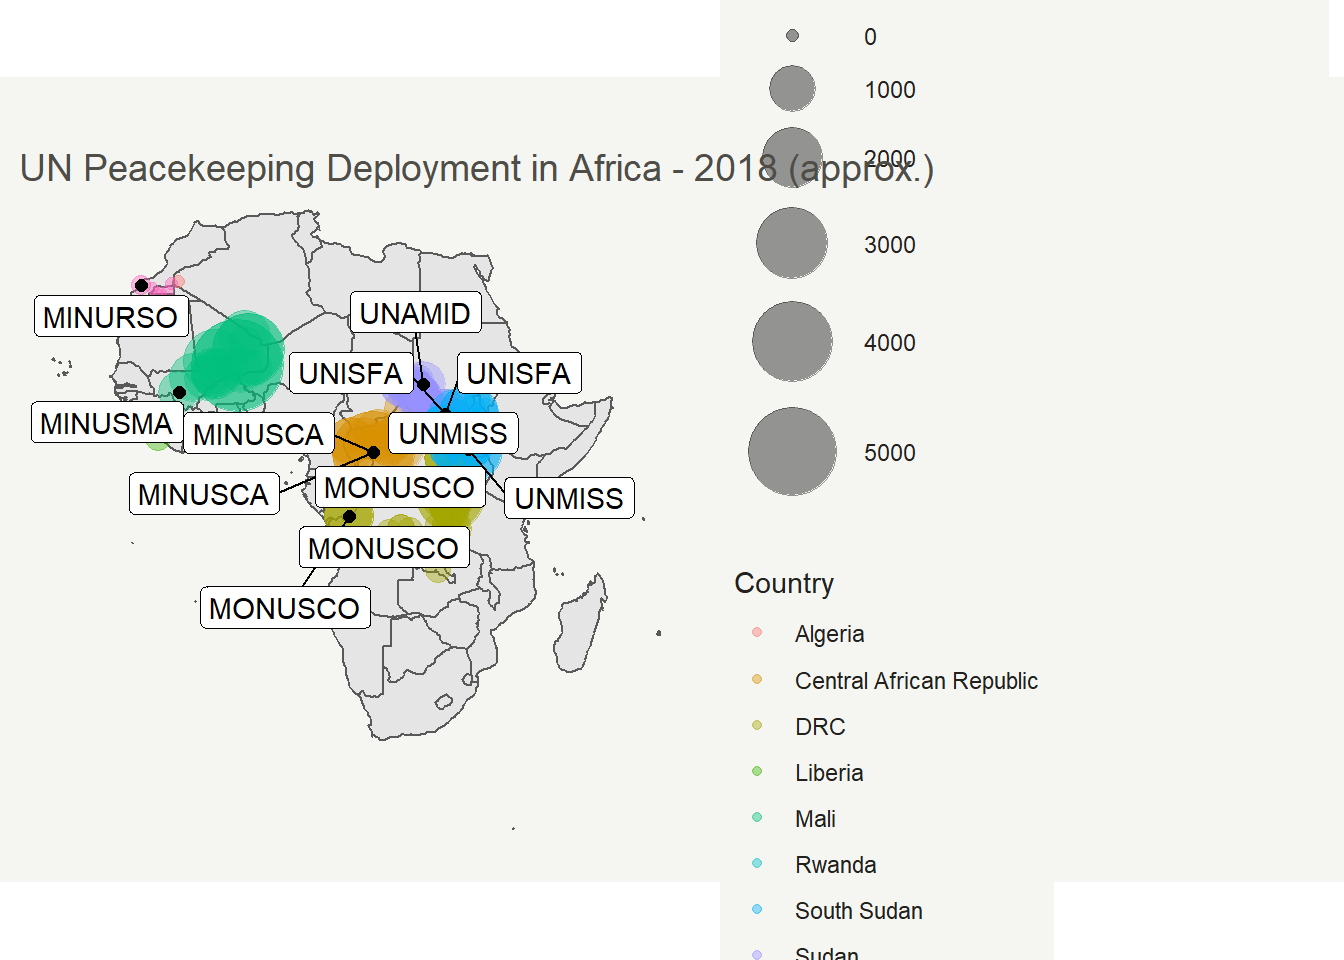 0
1000
2000
UN Peacekeeping Deployment in Africa - 2018 (approx.)
3000
4000
5000
MINURSO
UNAMID
UNISFA
UNISFA
MINUSMA
MINUSCA
UNMISS
MINUSCA
MONUSCO
UNMISS
MONUSCO
MONUSCO
Country
Algeria
Central African Republic
DRC
Liberia
Mali
Rwanda
South Sudan
Sudan